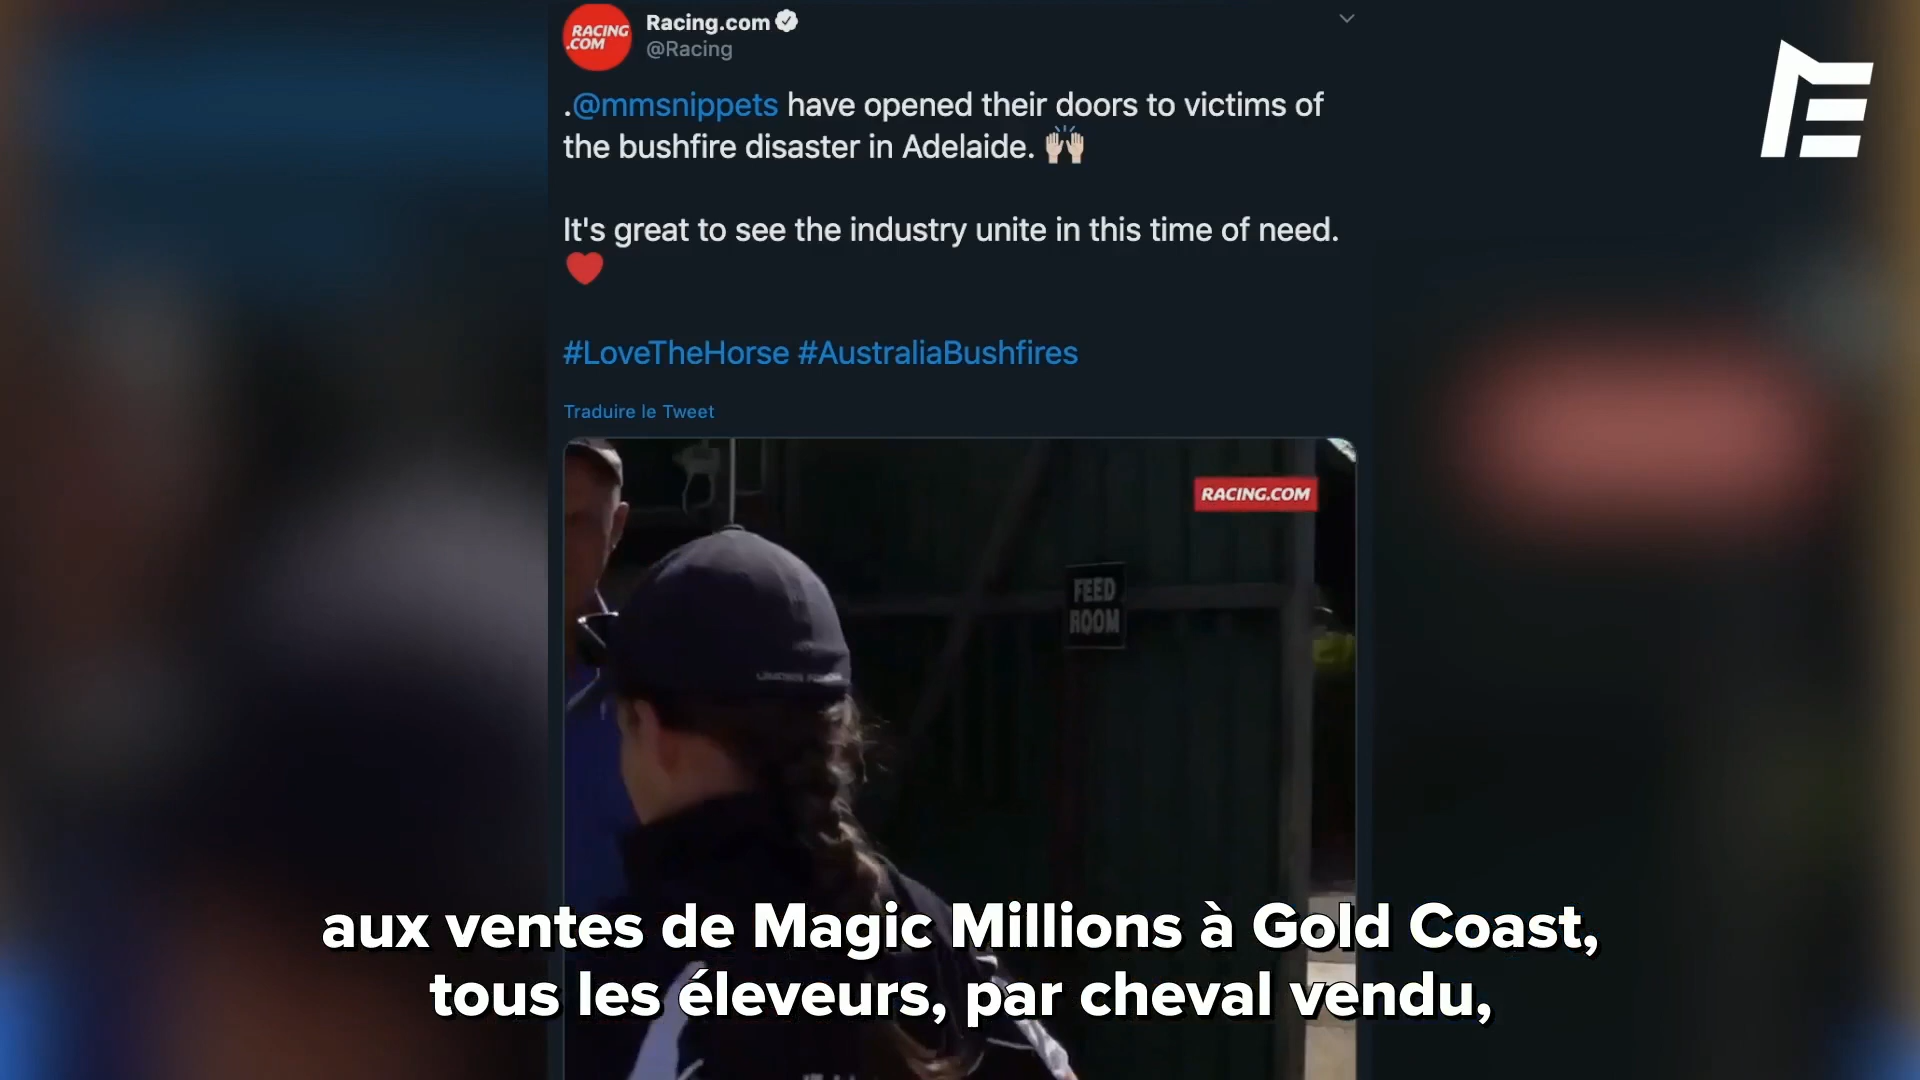 RACING
.COM
Racing.com
@Racing
.@mmsnippets have opened their doors to victims of
the bushfire disaster in Adelaide. 🙌🏻
It's great to see the industry unite in this time of need.
❤️
#LoveTheHorse #AustraliaBushfires
Traduire le Tweet
RACING.COM
FEED
ROOM
aux ventes de Magic Millions à Gold Coast,
tous les éleveurs, par cheval vendu,